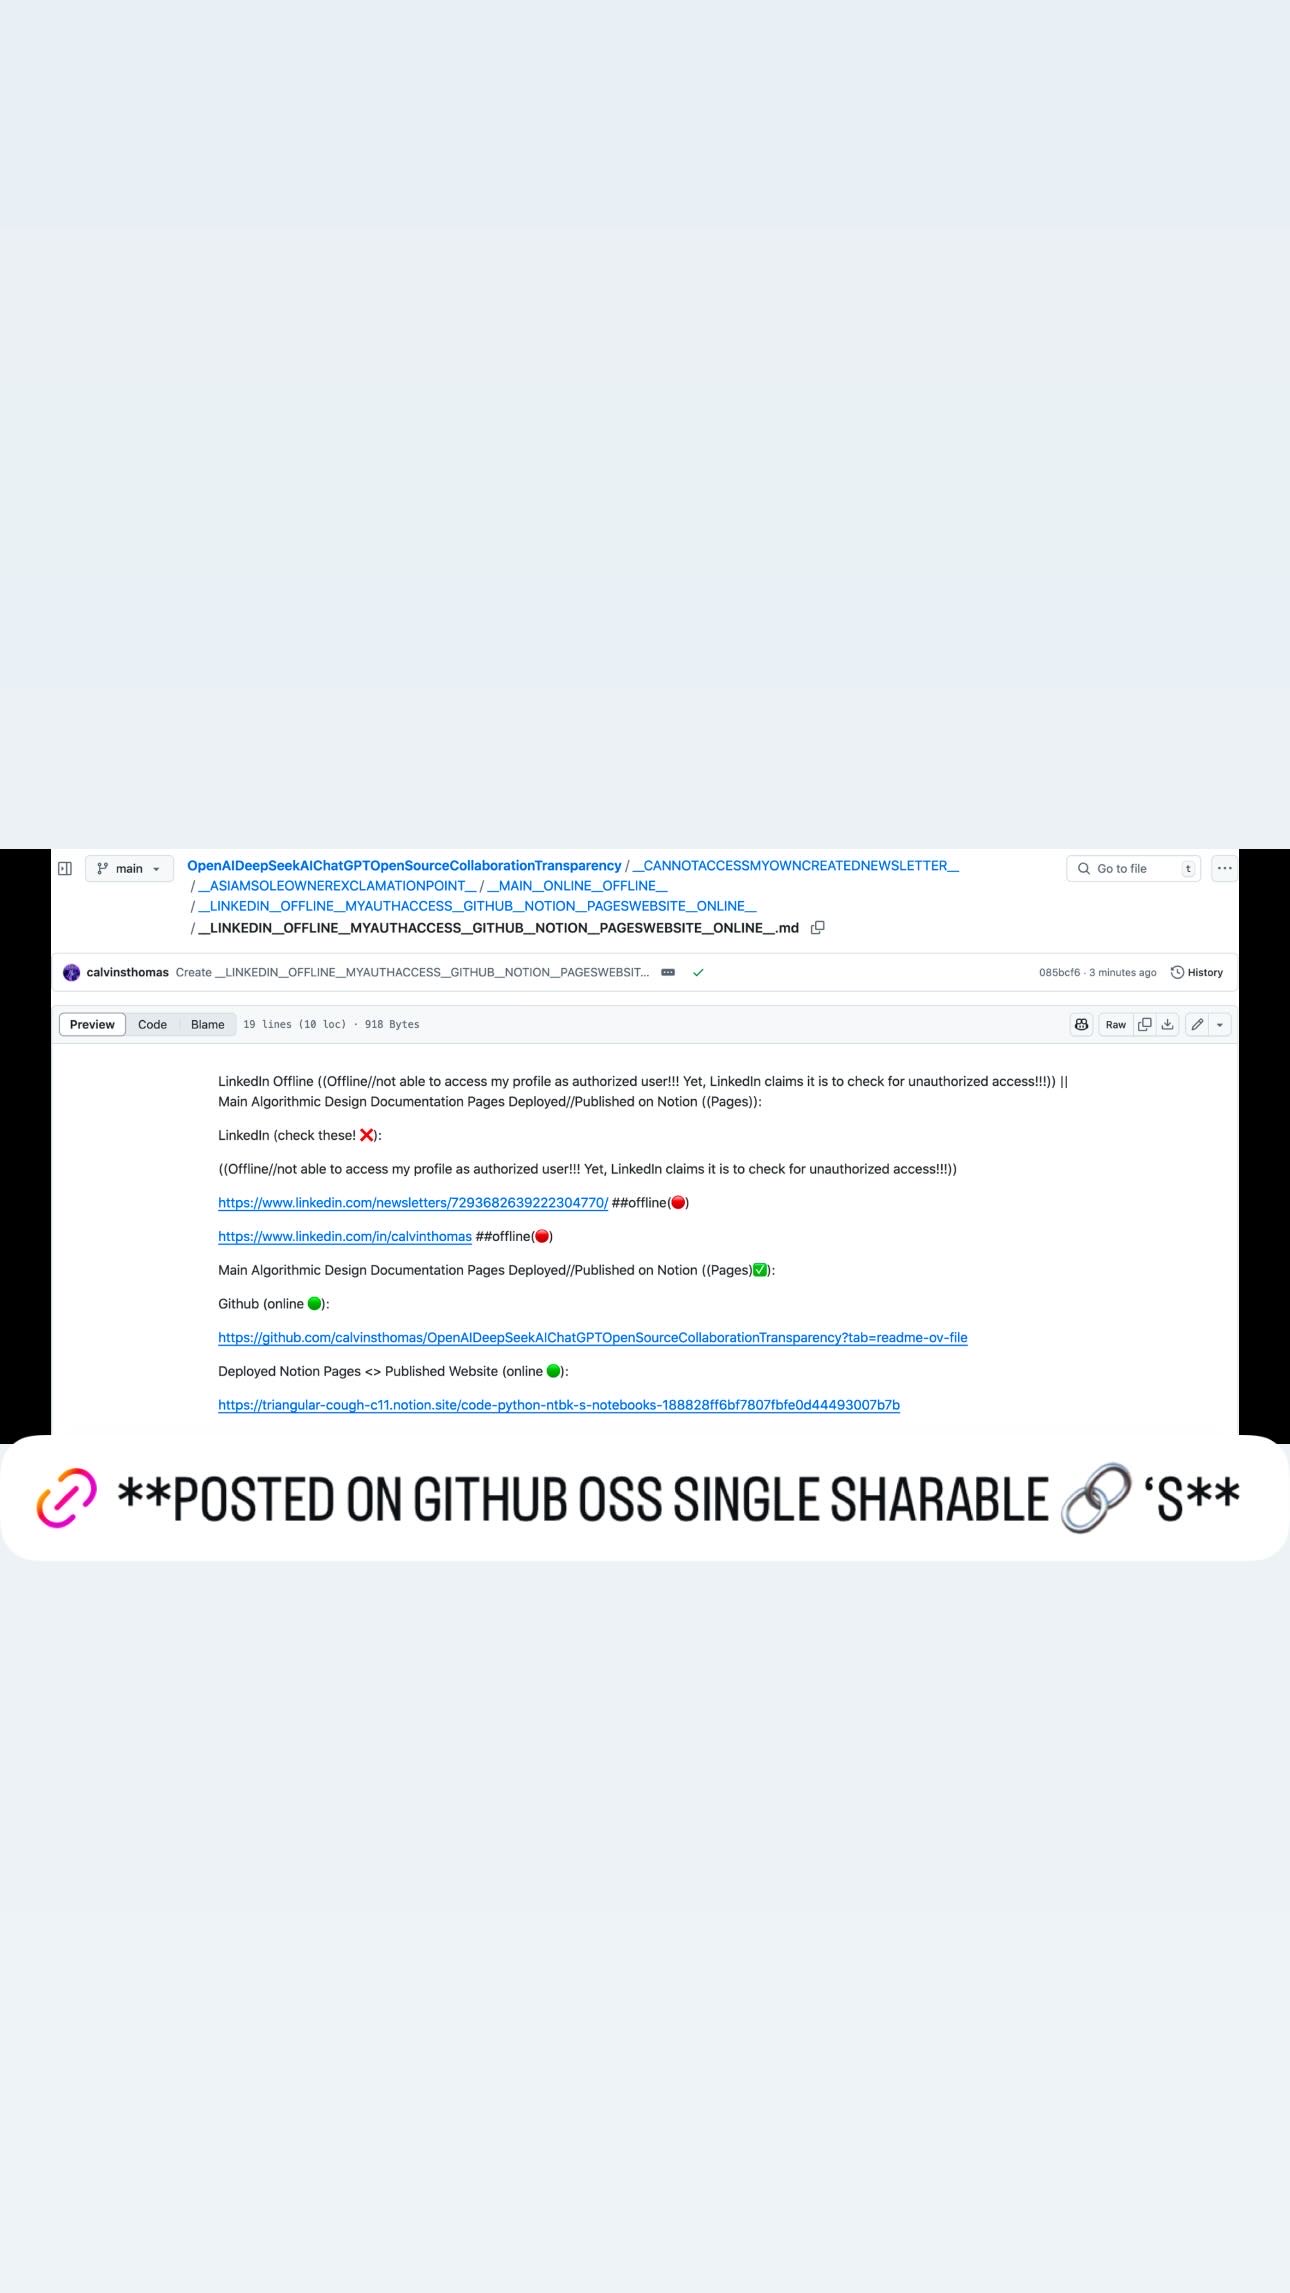 main
OpenAIDeepSeekAIChatGPTOpenSourceCollaborationTransparency / __CANNOTACCESSMYOWNCREATEDNEWSLETTER__
/ __ASIAMSOLEOWNEREXCLAMATIONPOINT__ / __MAIN__ONLINE__OFFLINE__
/ __LINKEDIN__OFFLINE__MYAUTHACCESS__GITHUB__NOTION__PAGESWEBSITE__ONLINE__
/ __LINKEDIN__OFFLINE__MYAUTHACCESS__GITHUB__NOTION__PAGESWEBSITE__ONLINE__.md
Go to file t
calvinsthomas Create __LINKEDIN__OFFLINE__MYAUTHACCESS__GITHUB__NOTION__PAGESWEBSIT... 085bcf6 · 3 minutes ago History
Preview Code Blame 19 lines (10 loc) · 918 Bytes Raw
LinkedIn Offline ((Offline//not able to access my profile as authorized user!!! Yet, LinkedIn claims it is to check for unauthorized access!!!)) ||
Main Algorithmic Design Documentation Pages Deployed//Published on Notion ((Pages)):
LinkedIn (check these! ❌):
((Offline//not able to access my profile as authorized user!!! Yet, LinkedIn claims it is to check for unauthorized access!!!))
https://www.linkedin.com/newsletters/7293682639222304770/ ##offline(🔴)
https://www.linkedin.com/in/calvinthomas ##offline(🔴)
Main Algorithmic Design Documentation Pages Deployed//Published on Notion ((Pages)✅):
Github (online 🟢):
https://github.com/calvinsthomas/OpenAIDeepSeekAIChatGPTOpenSourceCollaborationTransparency?tab=readme-ov-file
Deployed Notion Pages <> Published Website (online 🟢):
https://triangular-cough-c11.notion.site/code-python-ntbk-s-notebooks-188828ff6bf7807fbfe0d44493007b7b
**POSTED ON GITHUB OSS SINGLE SHARABLE 🔗 ‘S**